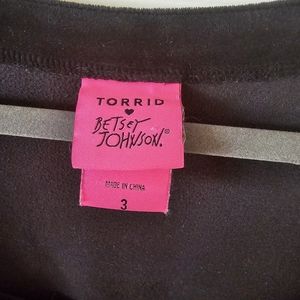 TORRID
♥
BETSEY
JOHNSON.®
MADE IN CHINA
3